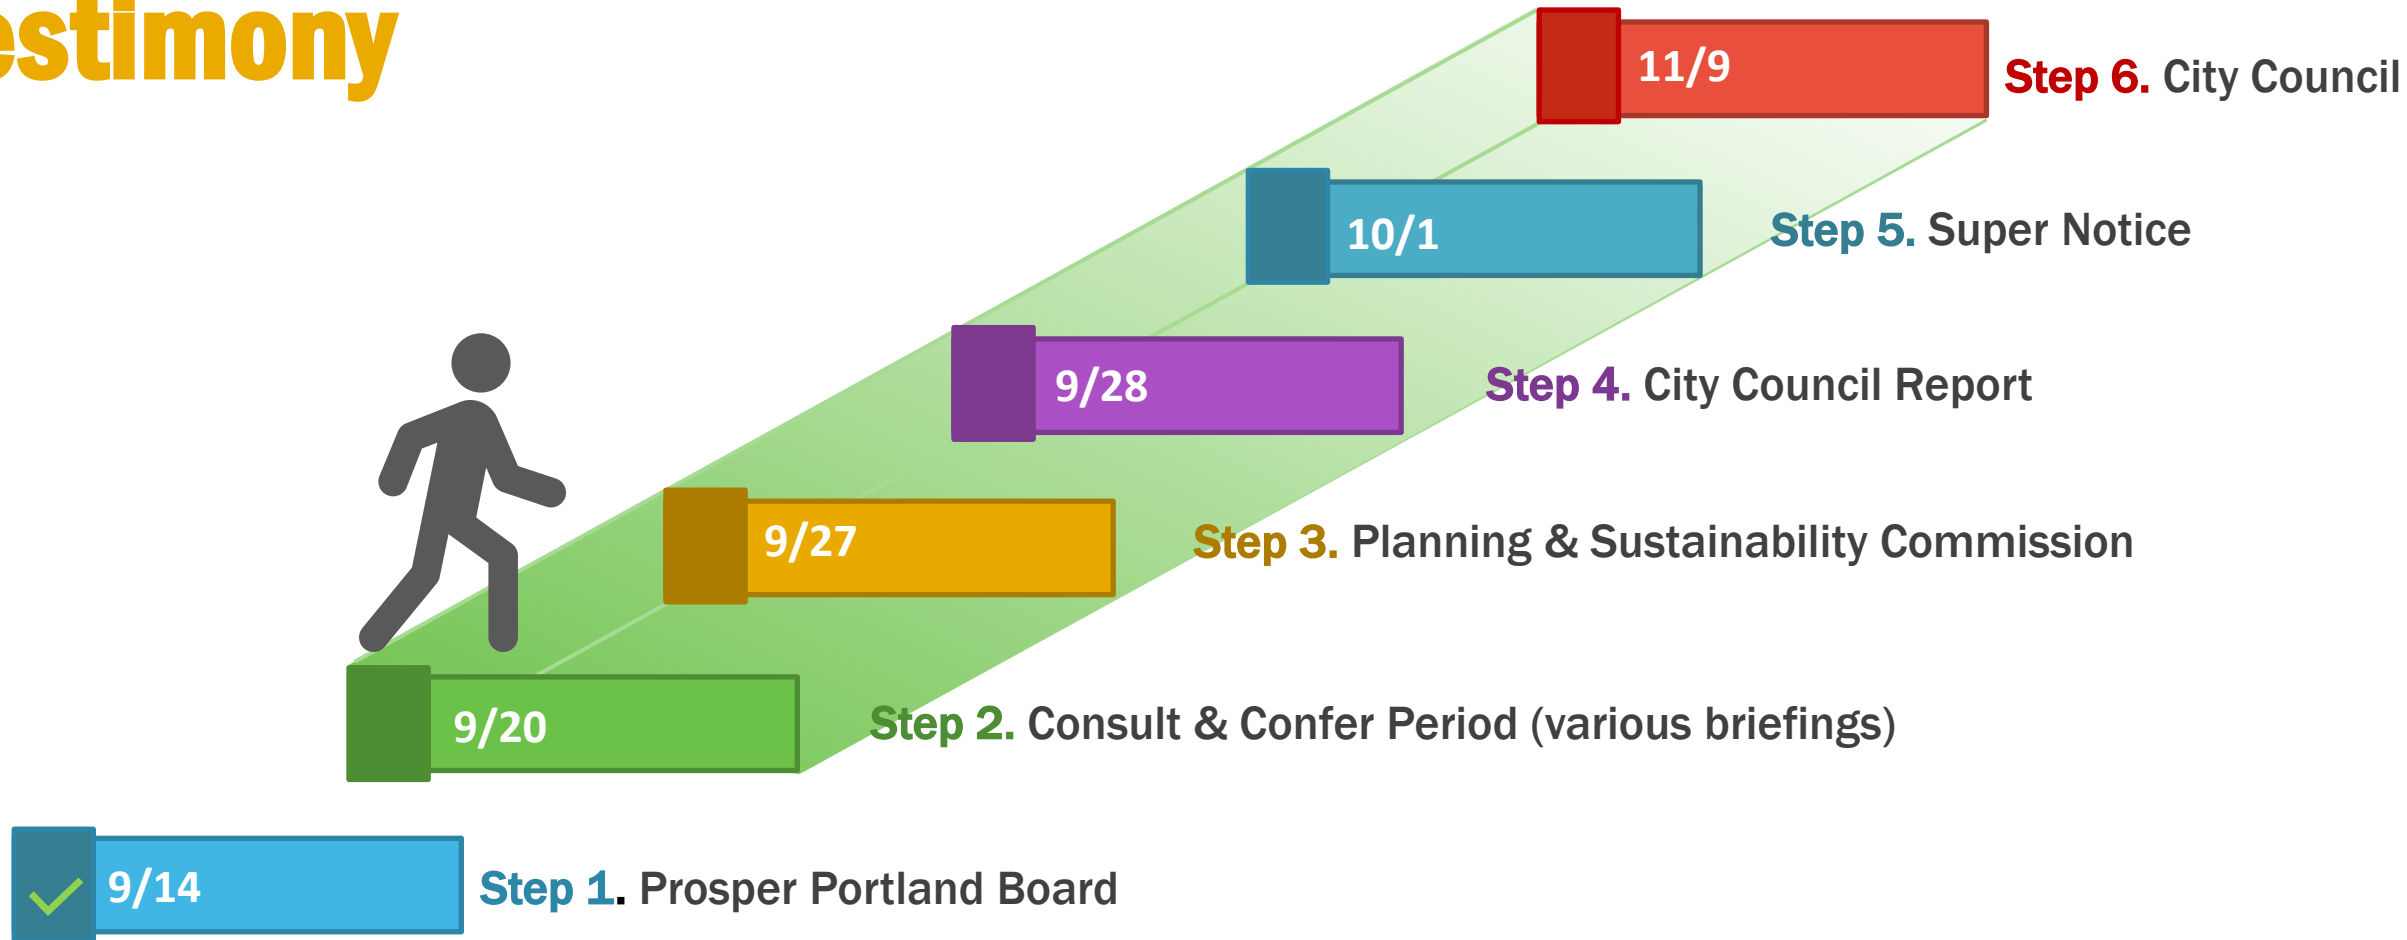 estimony
11/9 Step 6. City Council
10/1 Step 5. Super Notice
9/28 Step 4. City Council Report
9/27 Step 3. Planning & Sustainability Commission
9/20 Step 2. Consult & Confer Period (various briefings)
9/14 Step 1. Prosper Portland Board